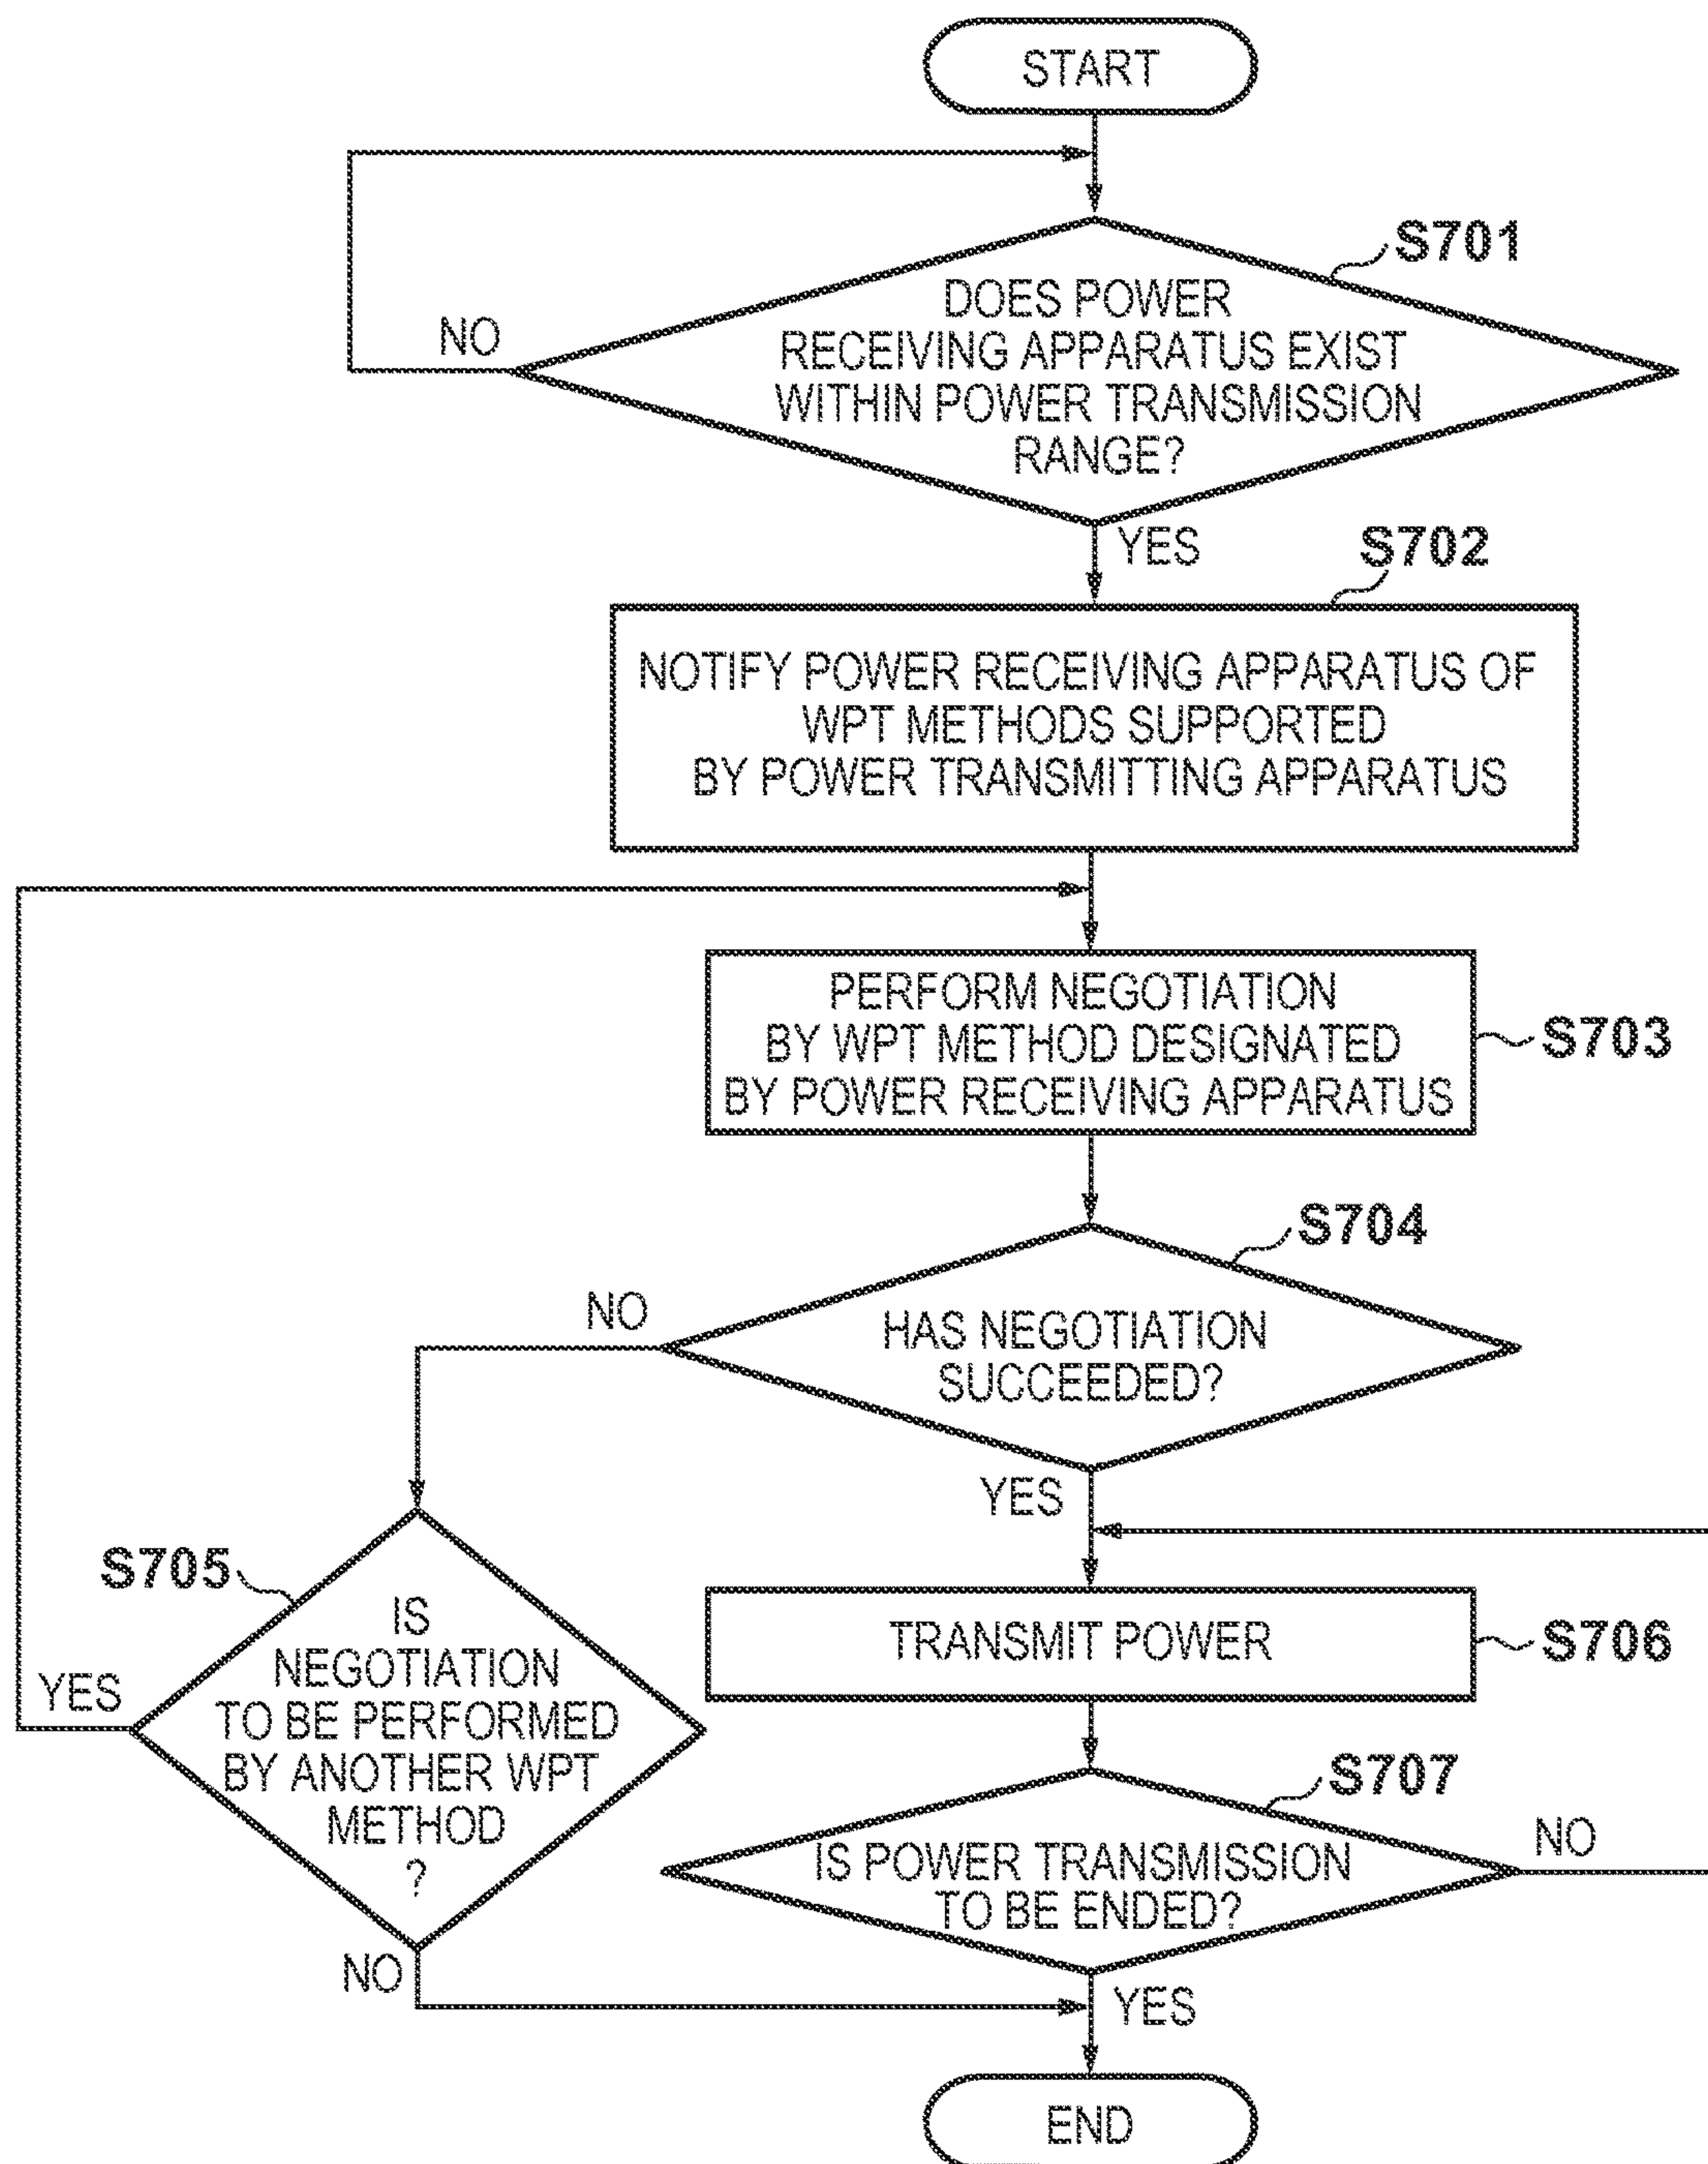 START
S701
DOES POWER
RECEIVING APPARATUS EXIST
WITHIN POWER TRANSMISSION
RANGE?
NO
YES
S702
NOTIFY POWER RECEIVING APPARATUS OF
WPT METHODS SUPPORTED
BY POWER TRANSMITTING APPARATUS
PERFORM NEGOTIATION
BY WPT METHOD DESIGNATED
BY POWER RECEIVING APPARATUS
S703
S704
NO
HAS NEGOTIATION
SUCCEEDED?
YES
S705
IS
NEGOTIATION
TO BE PERFORMED
BY ANOTHER WPT
METHOD
?
YES
NO
TRANSMIT POWER
S706
S707
IS POWER TRANSMISSION
TO BE ENDED?
NO
YES
END